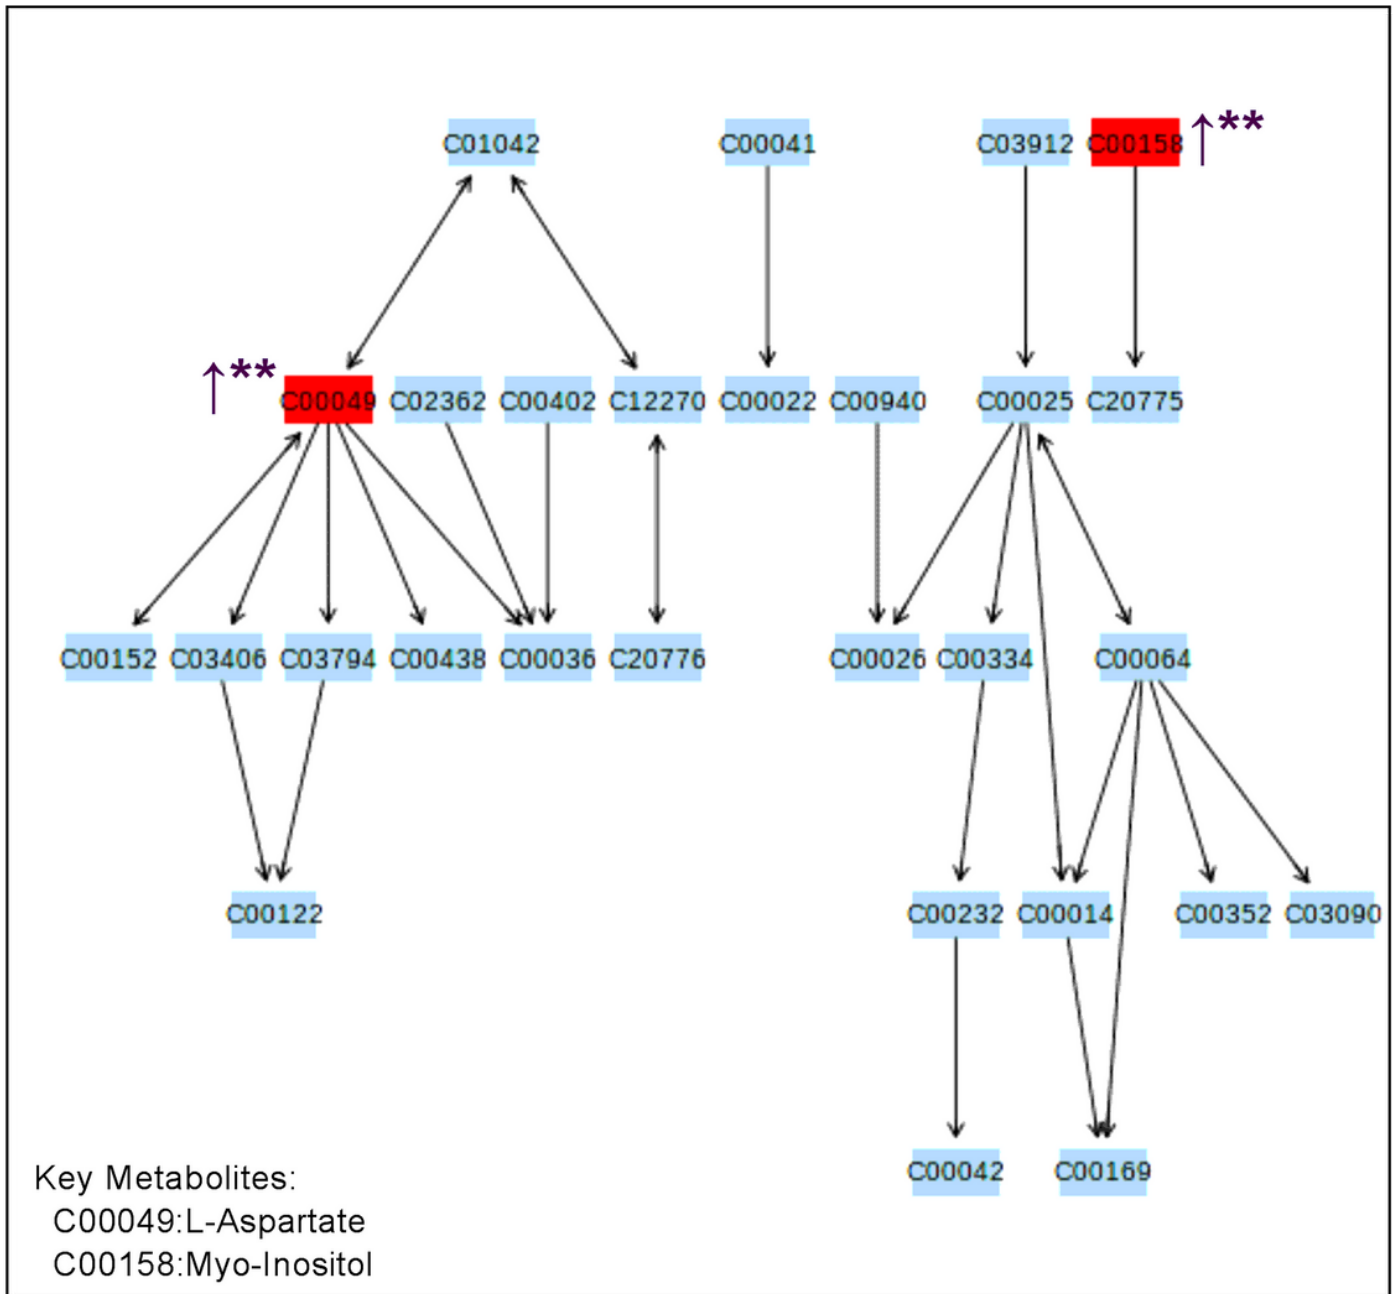 C01042 C00041 C03912 C00158 ↑**
↑** C00049 C02362 C00402 C12270 C00022 C00940 C00025 C20775
C00152 C03406 C03794 C00438 C00036 C20776 C00026 C00334 C00064
C00122 C00232 C00014 C00352 C03090
C00042 C00169
Key Metabolites:
C00049:L-Aspartate
C00158:Myo-Inositol